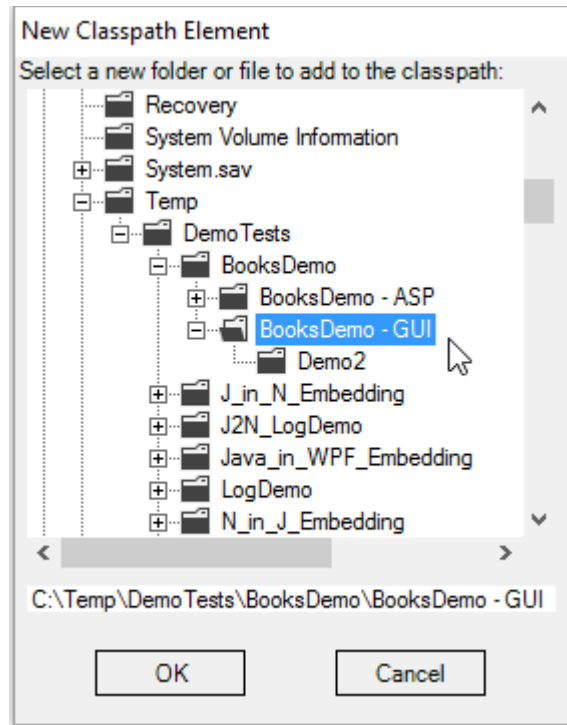 New Classpath Element
Select a new folder or file to add to the classpath:
Recovery
System Volume Information
System.sav
Temp
DemoTests
BooksDemo
BooksDemo - ASP
BooksDemo - GUI
Demo2
J_in_N_Embedding
J2N_LogDemo
Java_in_WPF_Embedding
LogDemo
N_in_J_Embedding
C:\Temp\DemoTests\BooksDemo\BooksDemo - GUI
OK Cancel